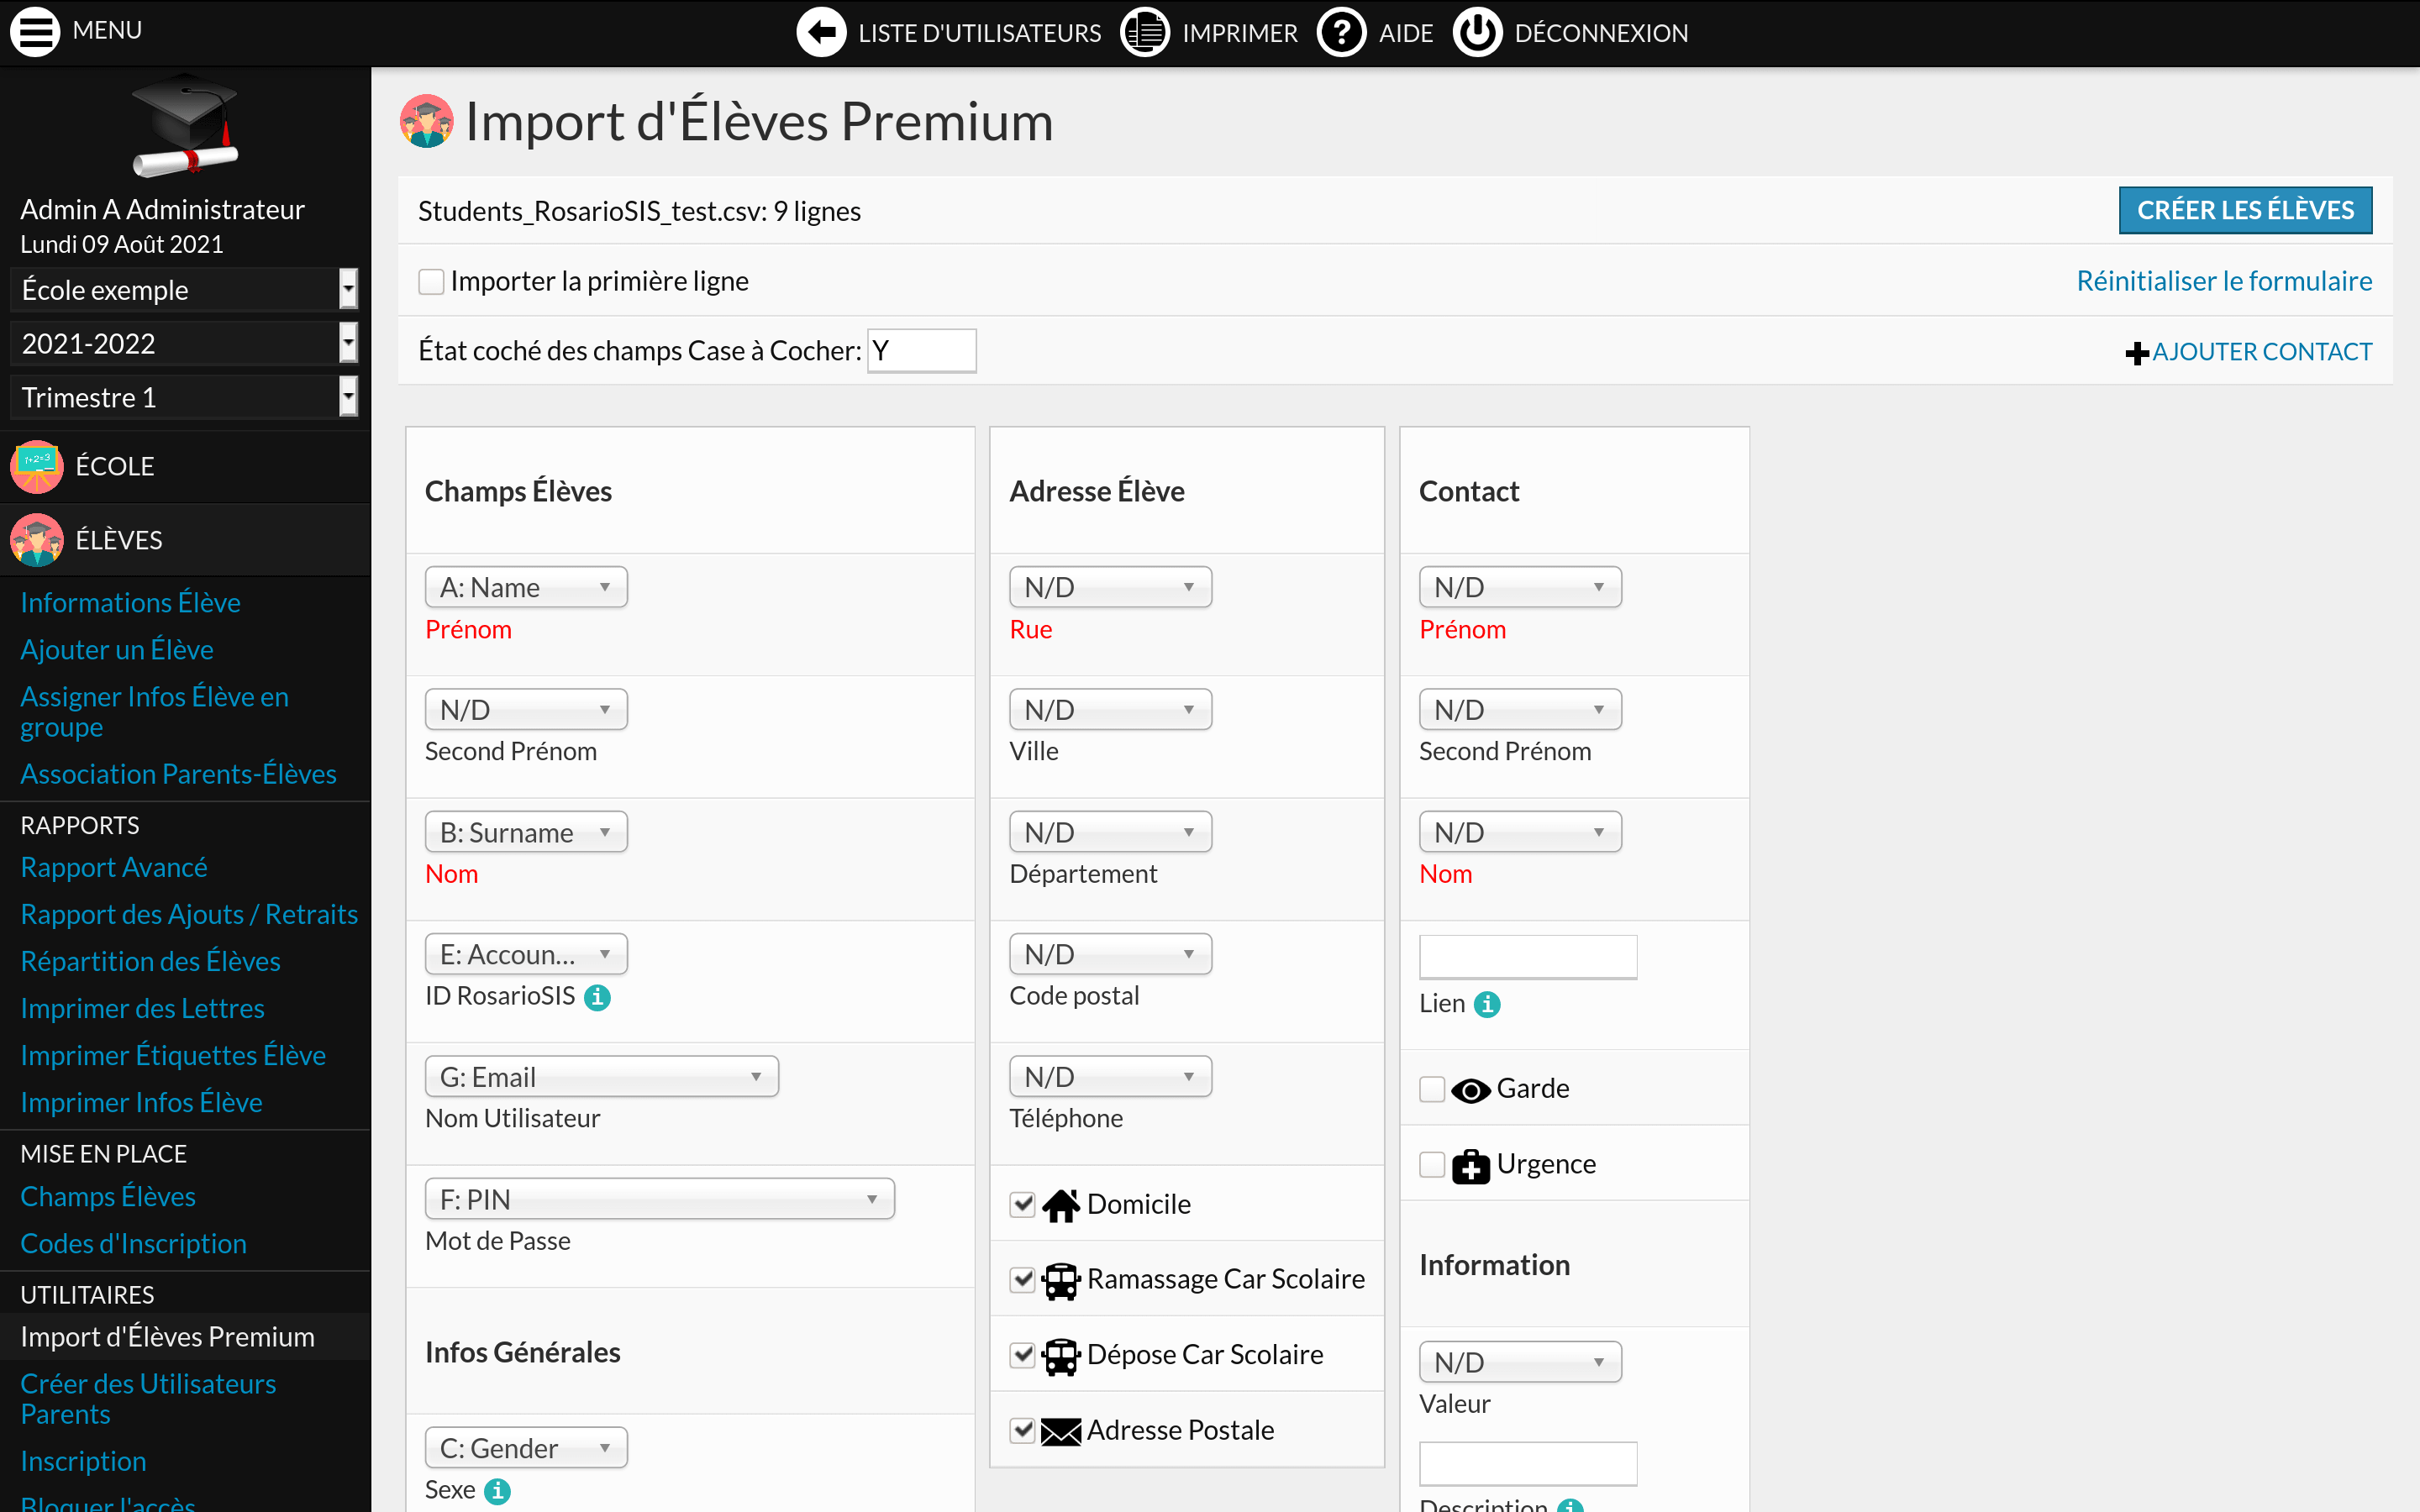 MENU
LISTE D'UTILISATEURS
IMPRIMER
AIDE
DÉCONNEXION
Admin A Administrateur
Lundi 09 Août 2021
École exemple
2021-2022
Trimestre 1
ÉCOLE
ÉLÈVES
Informations Élève
Ajouter un Élève
Assigner Infos Élève en
groupe
Association Parents-Élèves
RAPPORTS
Rapport Avancé
Rapport des Ajouts / Retraits
Répartition des Élèves
Imprimer des Lettres
Imprimer Étiquettes Élève
Imprimer Infos Élève
MISE EN PLACE
Champs Élèves
Codes d'Inscription
UTILITAIRES
Import d'Élèves Premium
Créer des Utilisateurs
Parents
Inscription
Bloquer l'accès
Import d'Élèves Premium
Students_RosarioSIS_test.csv: 9 lignes
CRÉER LES ÉLÈVES
Importer la primière ligne
Réinitialiser le formulaire
État coché des champs Case à Cocher: Y
AJOUTER CONTACT
Champs Élèves
A: Name
Prénom
N/D
Second Prénom
B: Surname
Nom
E: Accoun...
ID RosarioSIS
G: Email
Nom Utilisateur
F: PIN
Mot de Passe
Infos Générales
C: Gender
Sexe
Adresse Élève
N/D
Rue
N/D
Ville
N/D
Département
N/D
Code postal
N/D
Téléphone
Domicile
Ramassage Car Scolaire
Dépose Car Scolaire
Adresse Postale
Contact
N/D
Prénom
N/D
Second Prénom
N/D
Nom
Lien
Garde
Urgence
Information
N/D
Valeur
Description